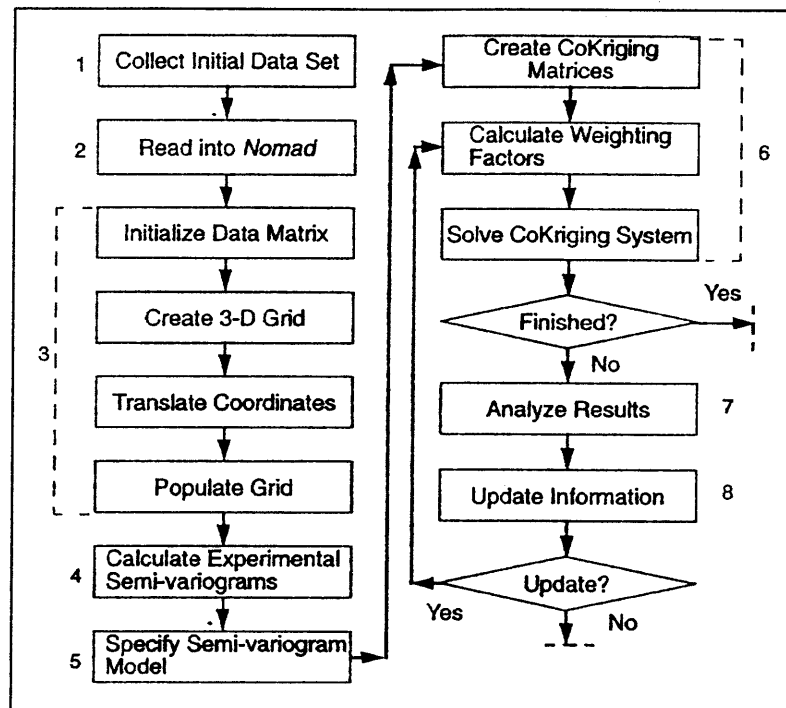 1
Collect Initial Data Set
2
Read into Nomad
3
Initialize Data Matrix
Create 3-D Grid
Translate Coordinates
Populate Grid
4
Calculate Experimental
Semi-variograms
5
Specify Semi-variogram
Model
Create CoKriging
Matrices
Calculate Weighting
Factors
6
Solve CoKriging System
Finished?
Yes
No
Analyze Results
7
Update Information
8
Update?
Yes
No